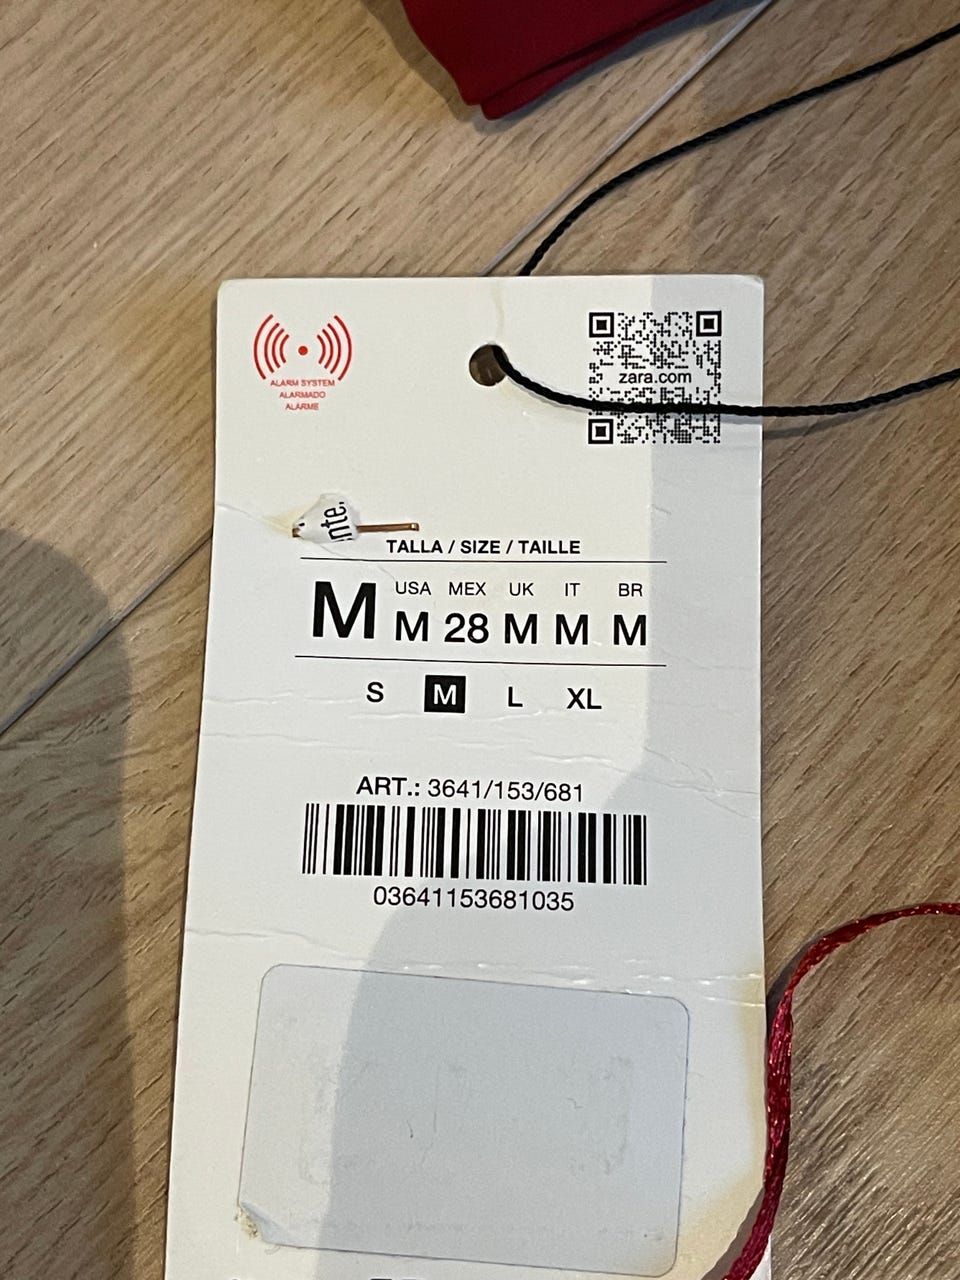 ALARM SYSTEM
ALARMADO
ALARME
zara.com
nte.
TALLA / SIZE / TAILLE
USA MEX UK IT BR
M M 28 M M M
S M L XL
ART.: 3641/153/681
03641153681035